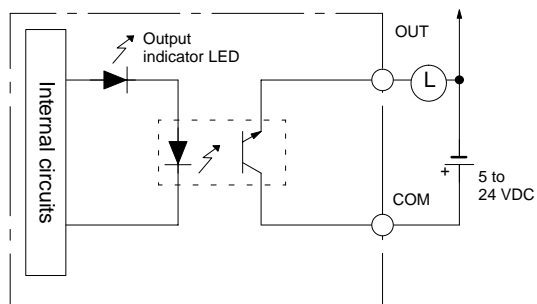 Output
indicator LED
OUT
L
Internal circuits
COM
+
5 to
24 VDC